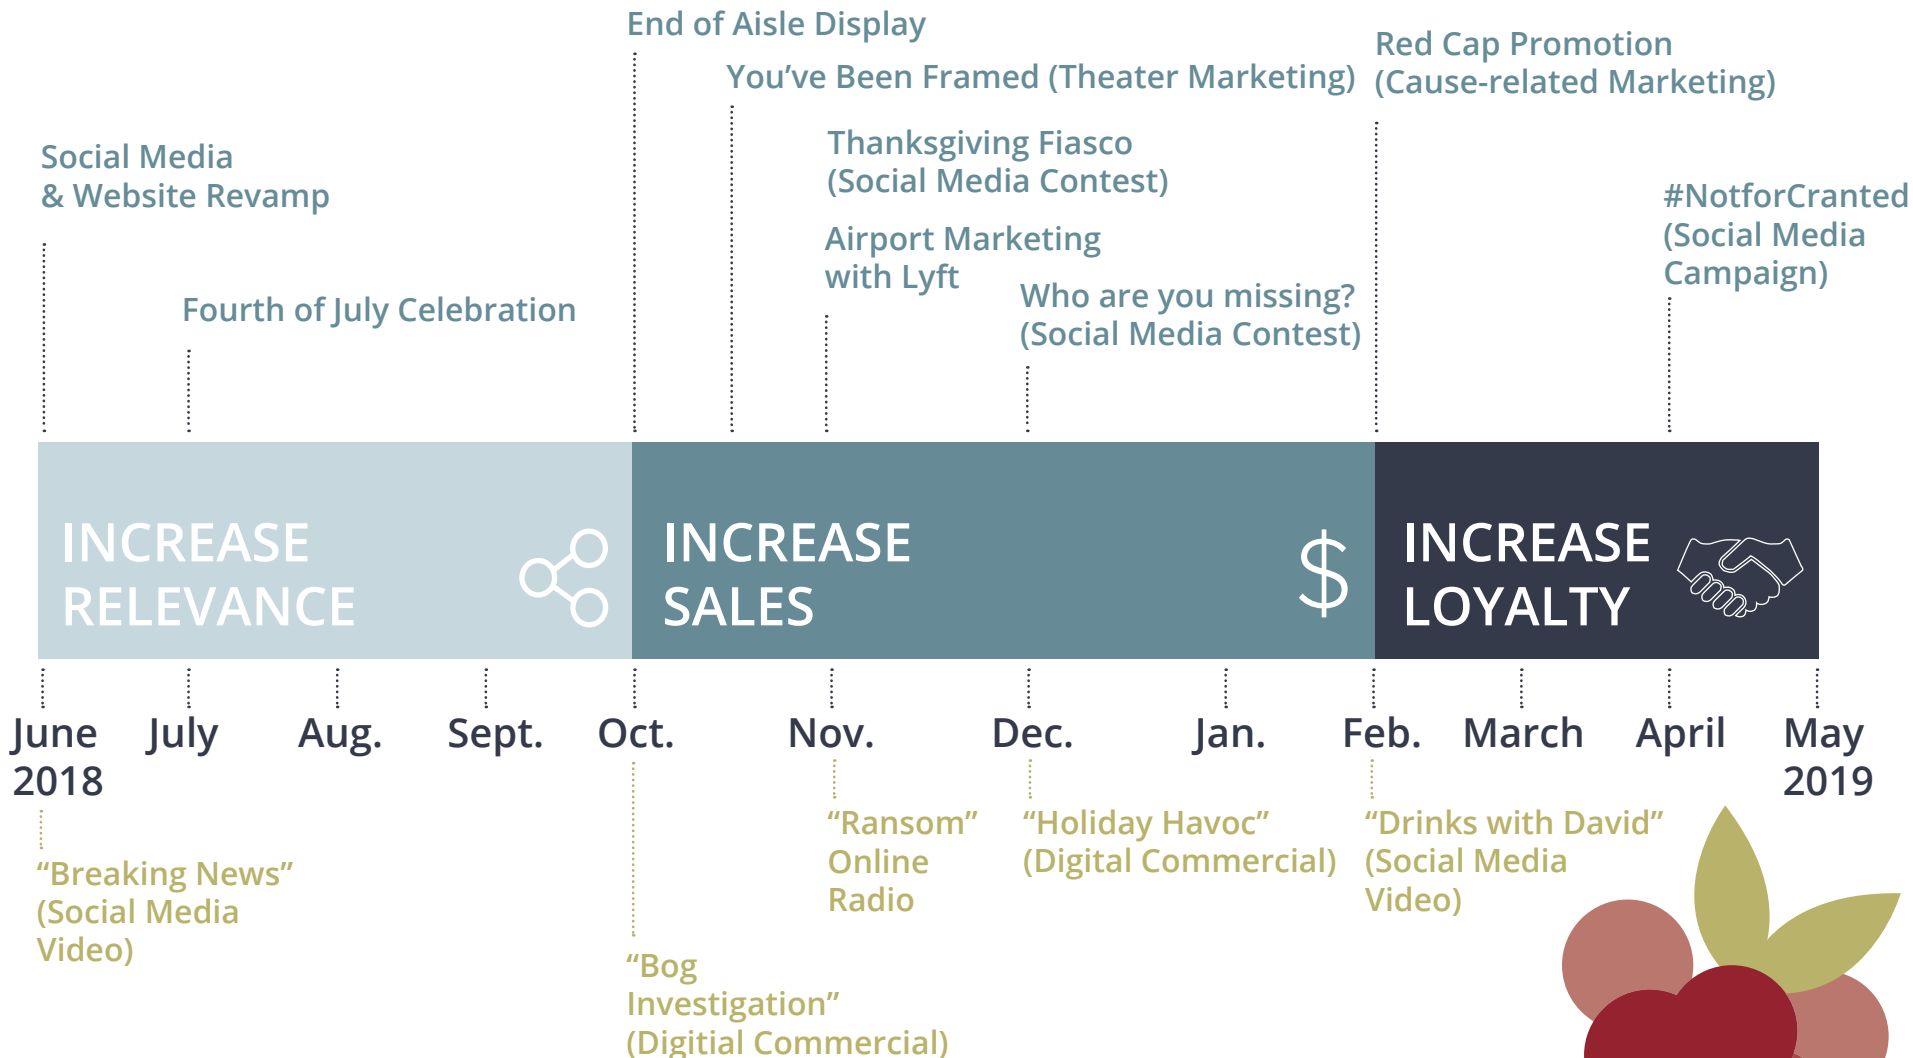 End of Aisle Display
You’ve Been Framed (Theater Marketing)
Red Cap Promotion
(Cause-related Marketing)
Social Media
& Website Revamp
Thanksgiving Fiasco
(Social Media Contest)
#NotforCranted
(Social Media
Campaign)
Airport Marketing
with Lyft
Fourth of July Celebration
Who are you missing?
(Social Media Contest)
INCREASE
RELEVANCE
INCREASE
SALES
$
INCREASE
LOYALTY
June
2018
July
Aug.
Sept.
Oct.
Nov.
Dec.
Jan.
Feb.
March
April
May
2019
“Breaking News”
(Social Media
Video)
“Bog
Investigation”
(Digitial Commercial)
“Ransom”
Online
Radio
“Holiday Havoc”
(Digital Commercial)
“Drinks with David”
(Social Media
Video)